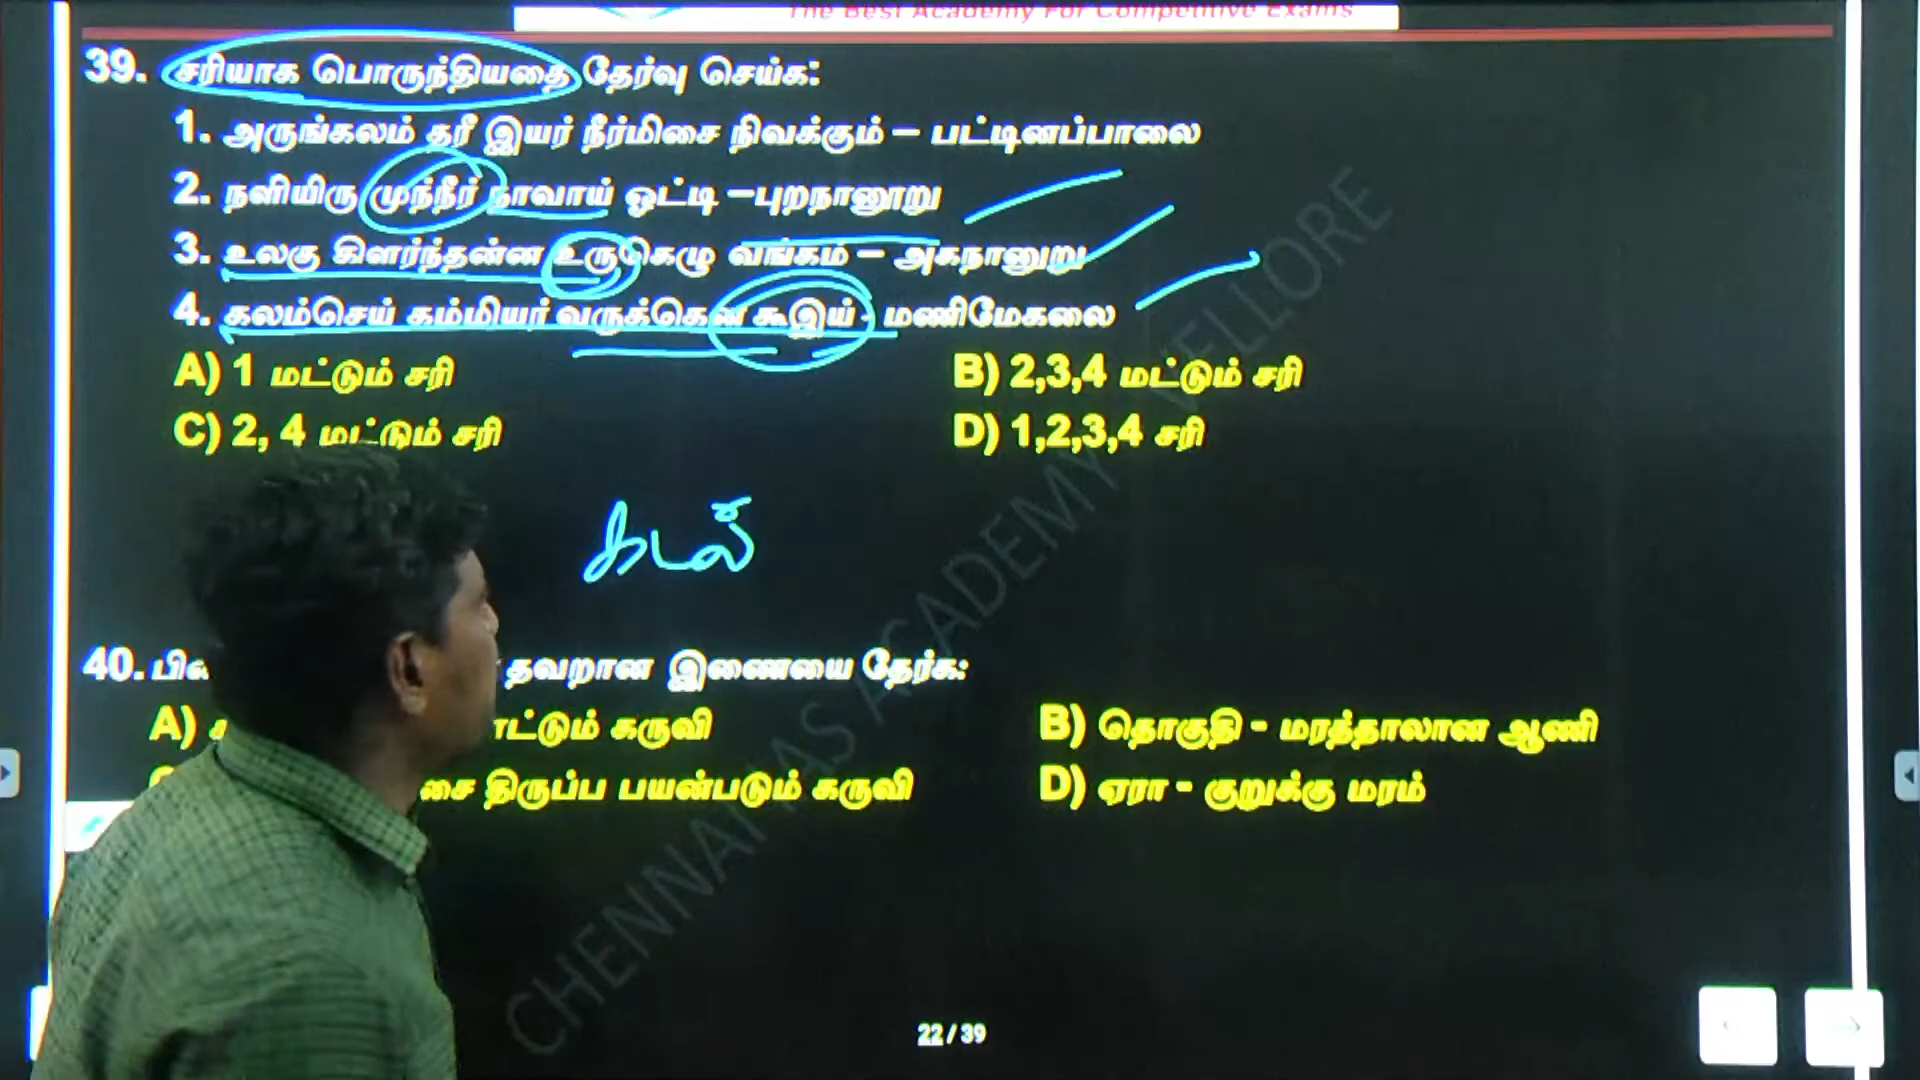 The Best Academy For Competitive Exams
39. சரியாக பொருந்தியதை தேர்வு செய்க:
1. அருங்கலம் தரீ இயர் நீர்மிசை நிவக்கும் – பட்டினப்பாலை
2. நளியிரு முந்நீர் நாவாய் ஓட்டி –புறநானூறு
3. உலகு கிளர்ந்தன்ன உருகெழு வங்கம் – அகநானுறு
4. கலம்செய் கம்மியர் வருக்கென கூஇய்- மணிமேகலை
A) 1 மட்டும் சரி
B) 2,3,4 மட்டும் சரி
C) 2, 4 மட்டும் சரி
D) 1,2,3,4 சரி
கடல்
40. தவறான இணையை தேர்க:
A) கருவி
B) தொகுதி - மரத்தாலான ஆணி
திருப்ப பயன்படும் கருவி
D) ஏரா - குறுக்கு மரம்
CHENNAI IAS ACADEMY VELLORE
22 / 39